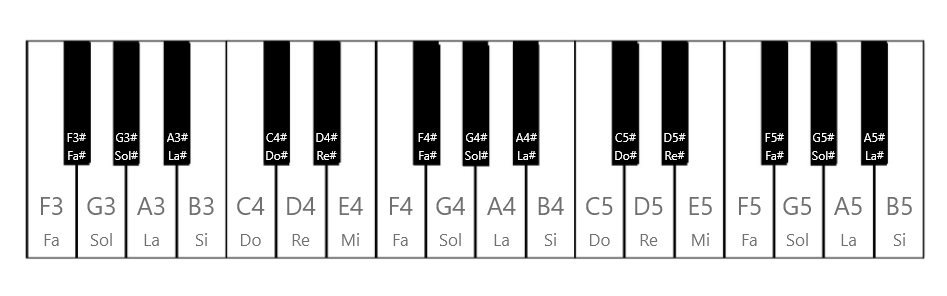 F3# G3# A3# C4# D4# F4# G4# A4# C5# D5# F5# G5# A5#
Fa# Sol# La# Do# Re# Fa# Sol# La# Do# Re# Fa# Sol# La#
F3 G3 A3 B3 C4 D4 E4 F4 G4 A4 B4 C5 D5 E5 F5 G5 A5 B5
Fa Sol La Si Do Re Mi Fa Sol La Si Do Re Mi Fa Sol La Si